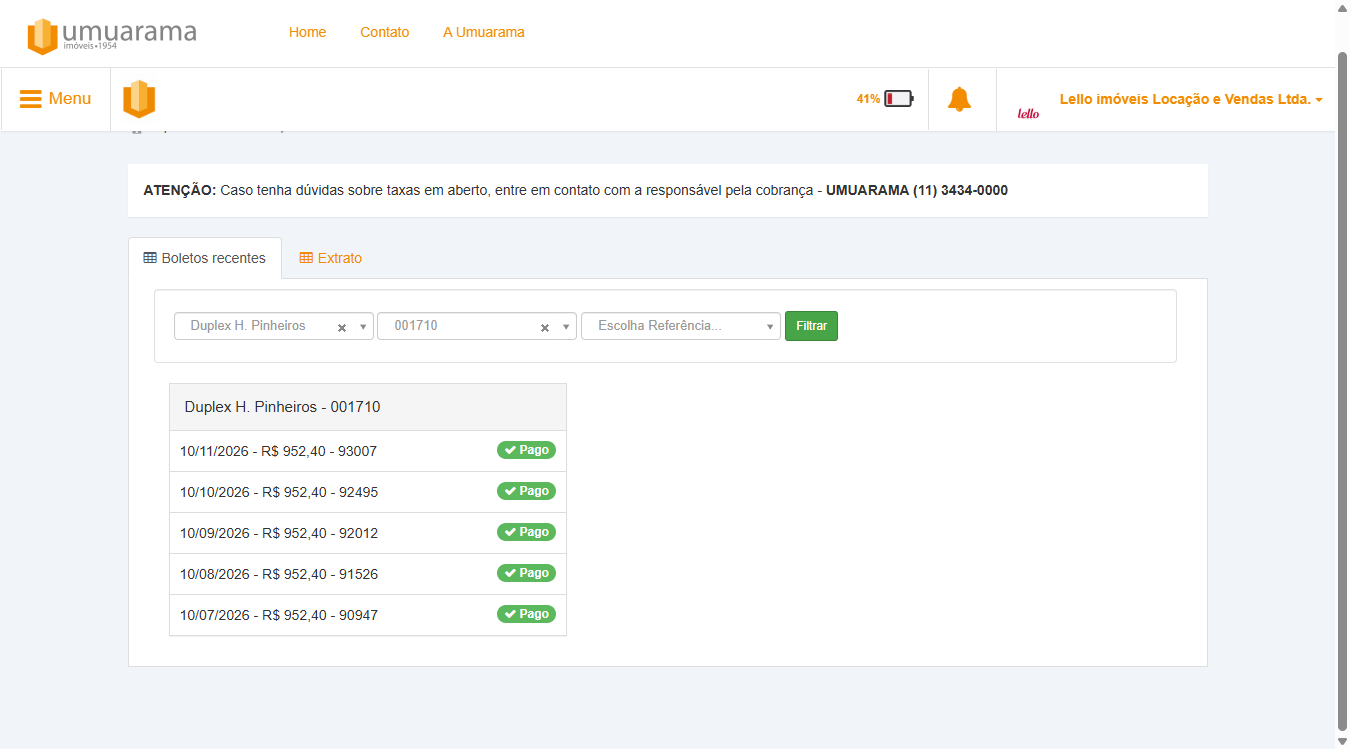 umuarama
imóveis•1954
Home
Contato
A Umuarama
Menu
41%
lello
Lello imóveis Locação e Vendas Ltda.
ATENÇÃO: Caso tenha dúvidas sobre taxas em aberto, entre em contato com a responsável pela cobrança - UMUARAMA (11) 3434-0000
Boletos recentes
Extrato
Duplex H. Pinheiros
001710
Escolha Referência...
Filtrar
Duplex H. Pinheiros - 001710
10/11/2026 - R$ 952,40 - 93007 Pago
10/10/2026 - R$ 952,40 - 92495 Pago
10/09/2026 - R$ 952,40 - 92012 Pago
10/08/2026 - R$ 952,40 - 91526 Pago
10/07/2026 - R$ 952,40 - 90947 Pago